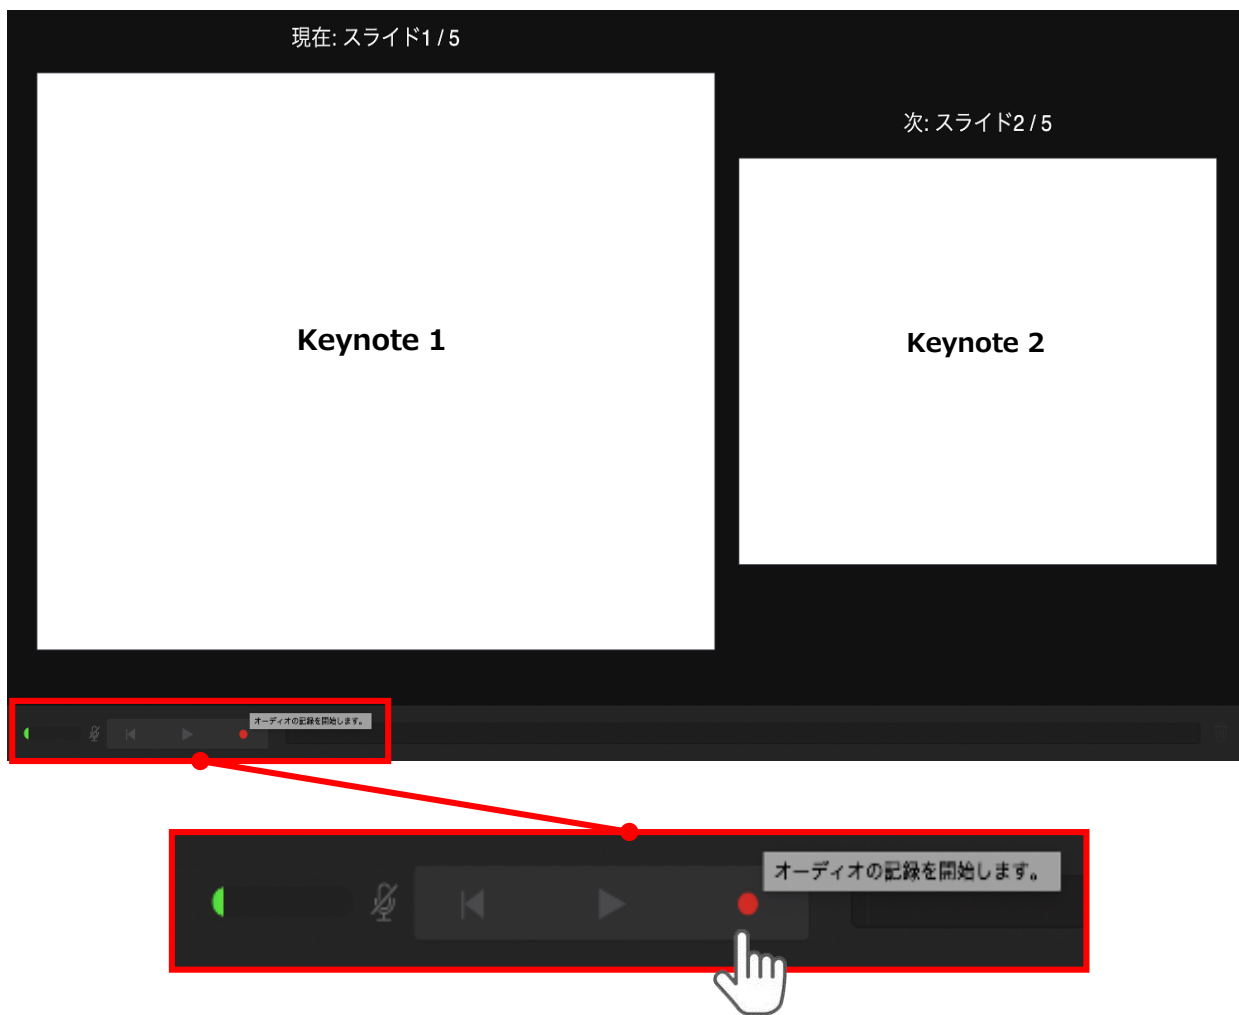 現在: スライド1 / 5
次: スライド2 / 5
Keynote 1
Keynote 2
オーディオの記録を開始します。
オーディオの記録を開始します。